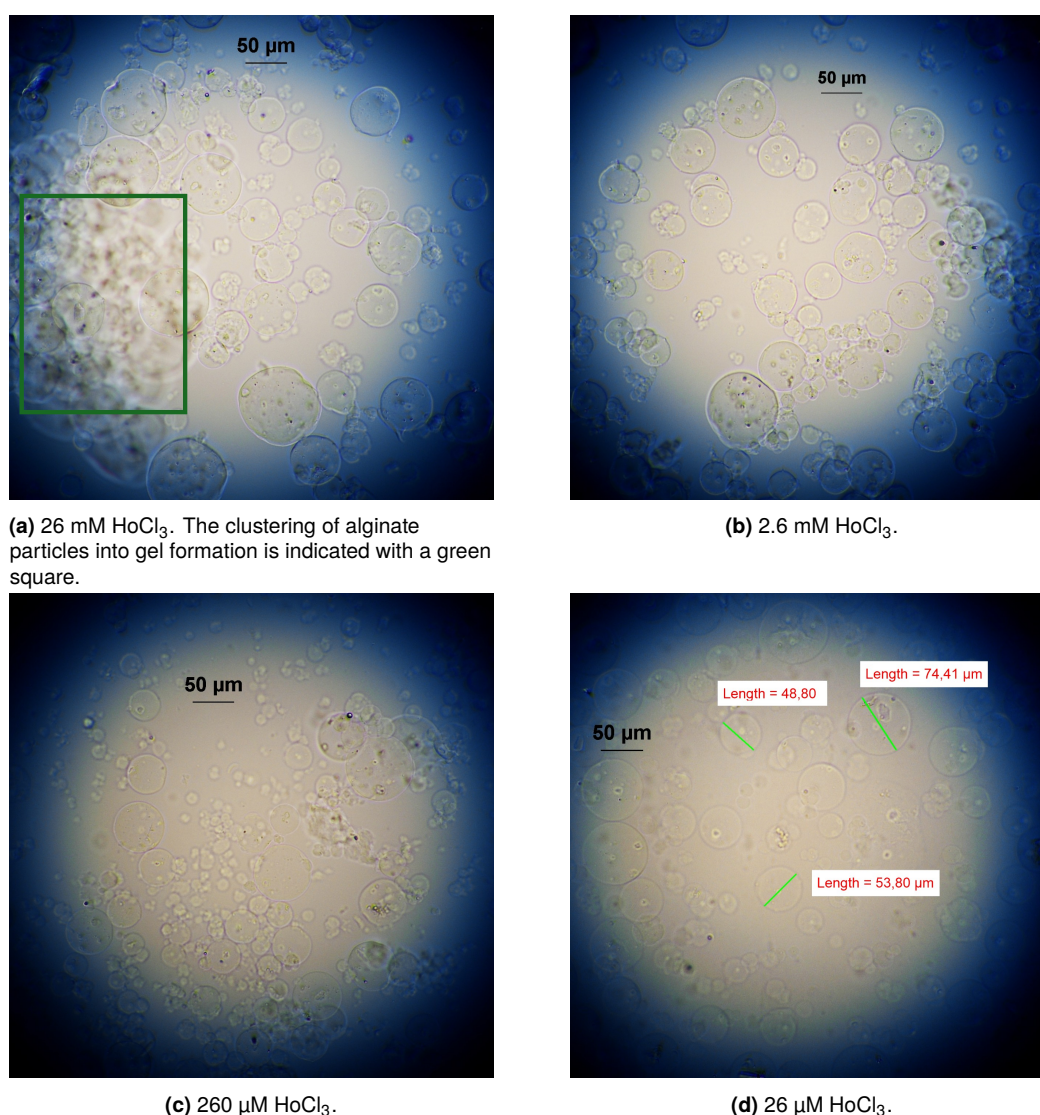 50 µm
50 µm
(a) 26 mM HoCl₃. The clustering of alginate
particles into gel formation is indicated with a green
square.
(b) 2.6 mM HoCl₃.
50 µm
Length = 74,41 µm
Length = 48,80
50 µm
Length = 53,80 µm
(c) 260 µM HoCl₃.
(d) 26 µM HoCl₃.